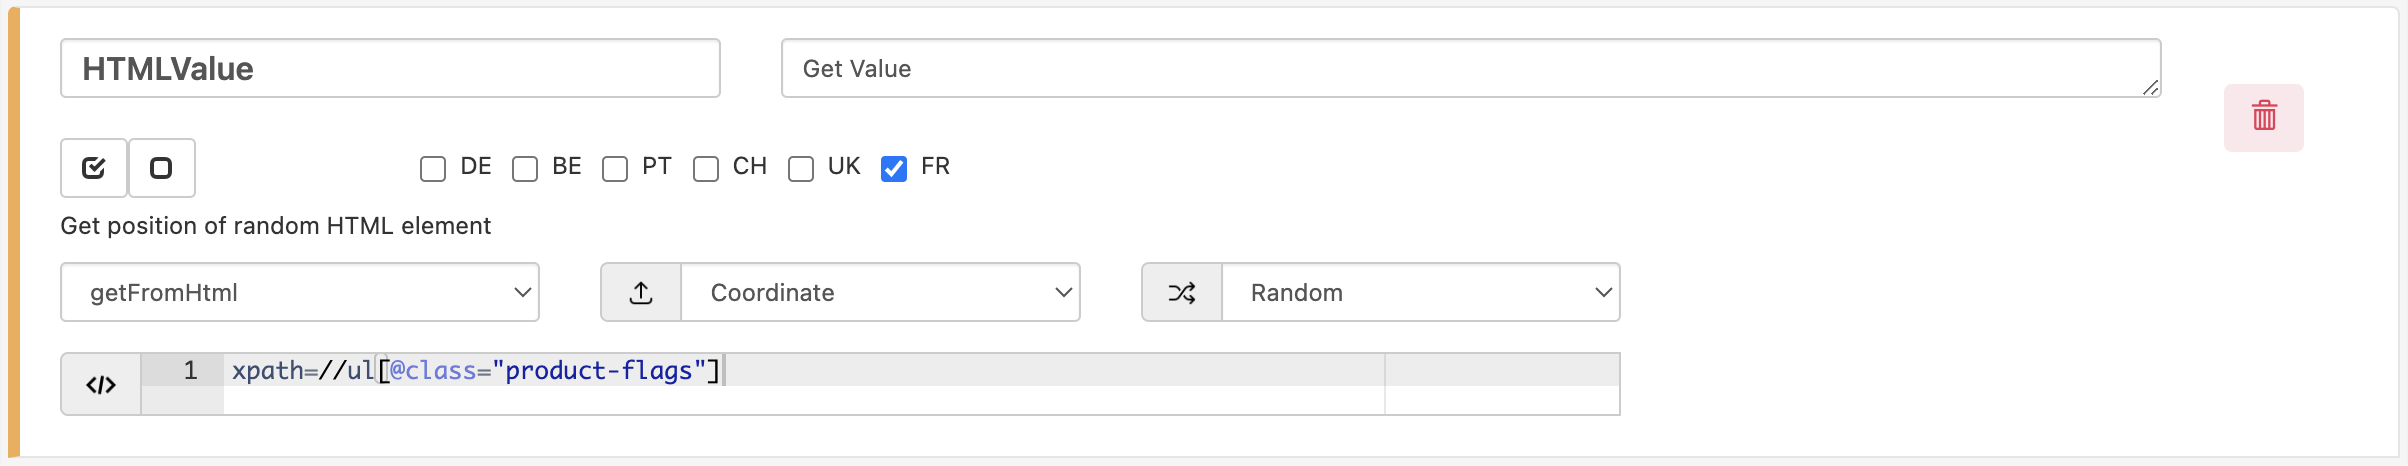 HTMLValue
Get Value
DE BE PT CH UK FR
Get position of random HTML element
getFromHtml
Coordinate
Random
1 xpath=//ul[@class="product-flags"]